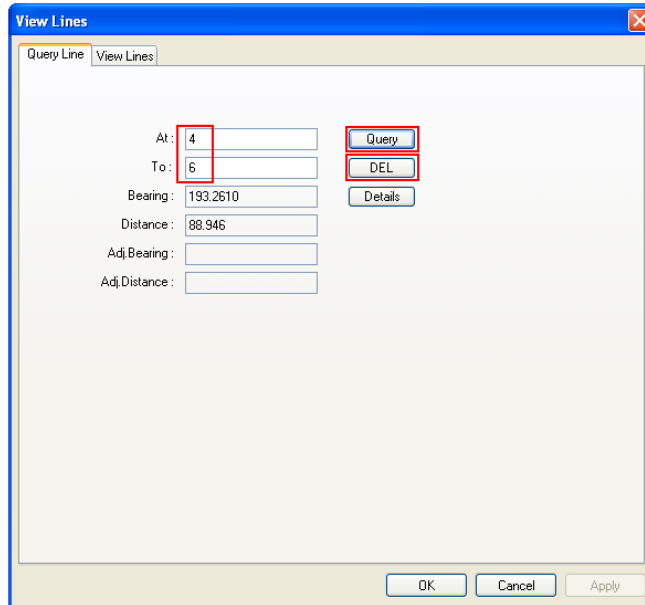 View Lines
Query Line View Lines
At: 4 Query
To: 6 DEL
Bearing: 193.2610 Details
Distance: 88.946
Adj.Bearing:
Adj.Distance:
OK Cancel Apply